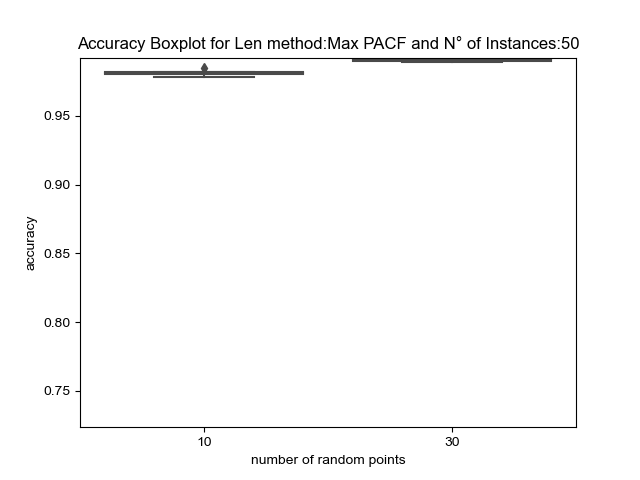 Accuracy Boxplot for Len method:Max PACF and N° of Instances:50
0.95
0.90
0.85
0.80
0.75
accuracy
10
30
number of random points